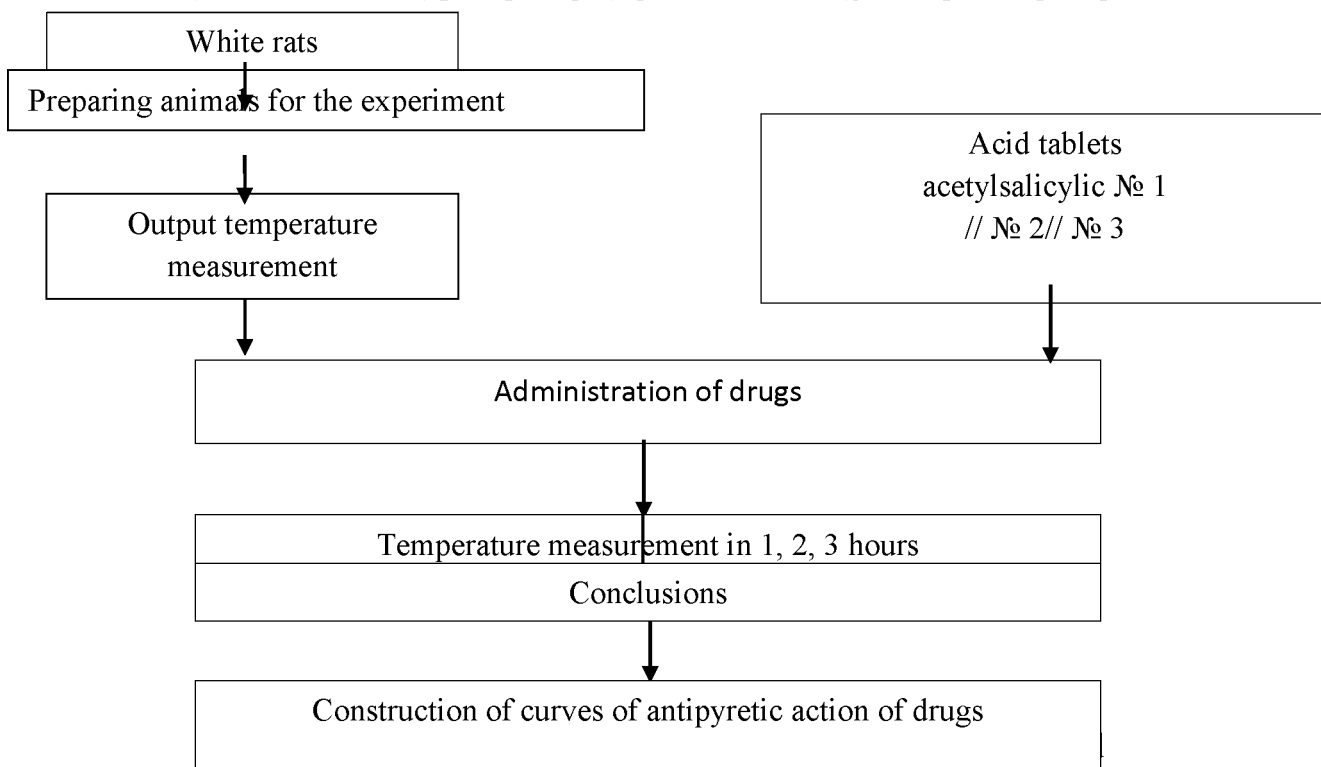 White rats
Preparing animals for the experiment
Output temperature
measurement
Acid tablets
acetylsalicylic № 1
// № 2// № 3
Administration of drugs
Temperature measurement in 1, 2, 3 hours
Conclusions
Construction of curves of antipyretic action of drugs